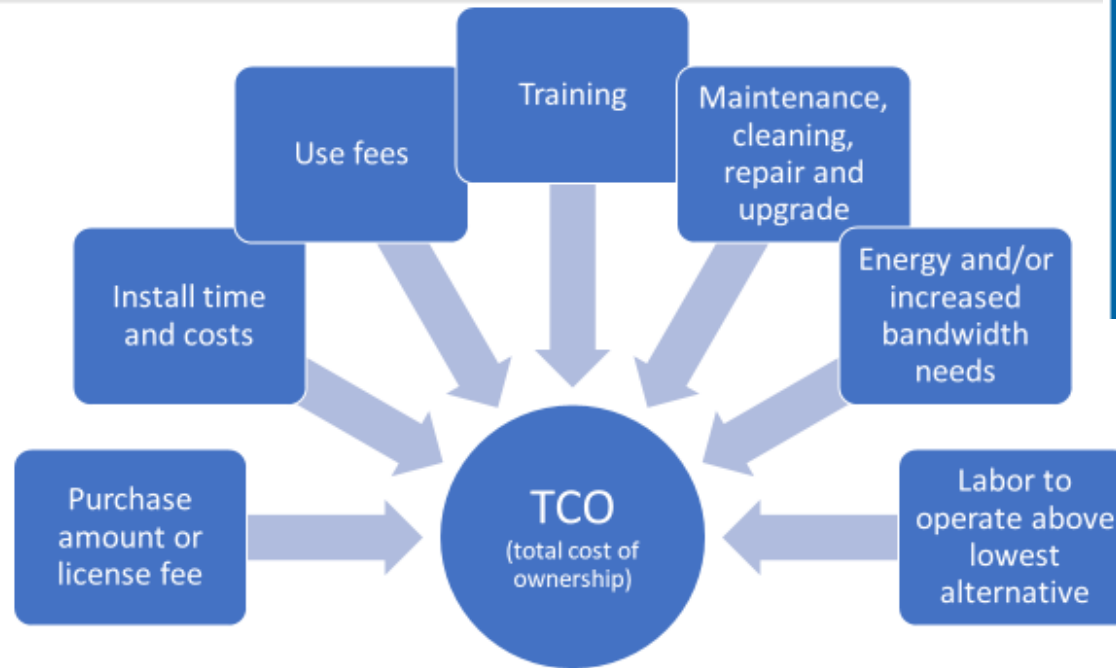 Training
Use fees
Maintenance,
cleaning,
repair and
upgrade
Install time
and costs
Energy and/or
increased
bandwidth
needs
Purchase
amount or
license fee
TCO
(total cost of
ownership)
Labor to
operate above
lowest
alternative